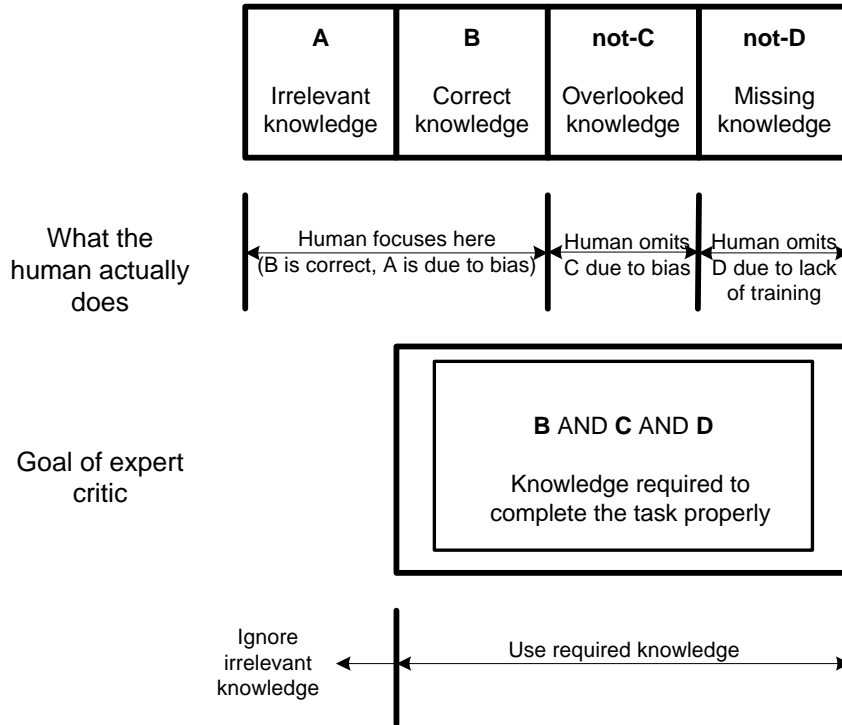 A
Irrelevant
knowledge
B
Correct
knowledge
not-C
Overlooked
knowledge
not-D
Missing
knowledge
What the
human actually
does
Human focuses here
(B is correct, A is due to bias)
Human omits
C due to bias
Human omits
D due to lack
of training
Goal of expert
critic
B AND C AND D
Knowledge required to
complete the task properly
Ignore
irrelevant
knowledge
Use required knowledge